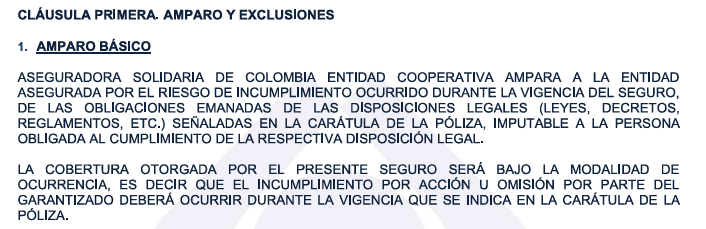 CLÁUSULA PRIMERA. AMPARO Y EXCLUSIONES
1. AMPARO BÁSICO
ASEGURADORA SOLIDARIA DE COLOMBIA ENTIDAD COOPERATIVA AMPARA A LA ENTIDAD
ASEGURADA POR EL RIESGO DE INCUMPLIMIENTO OCURRIDO DURANTE LA VIGENCIA DEL SEGURO,
DE LAS OBLIGACIONES EMANADAS DE LAS DISPOSICIONES LEGALES (LEYES, DECRETOS,
REGLAMENTOS, ETC.) SEÑALADAS EN LA CARÁTULA DE LA PÓLIZA, IMPUTABLE A LA PERSONA
OBLIGADA AL CUMPLIMIENTO DE LA RESPECTIVA DISPOSICIÓN LEGAL.
LA COBERTURA OTORGADA POR EL PRESENTE SEGURO SERÁ BAJO LA MODALIDAD DE
OCURRENCIA, ES DECIR QUE EL INCUMPLIMIENTO POR ACCIÓN U OMISIÓN POR PARTE DEL
GARANTIZADO DEBERÁ OCURRIR DURANTE LA VIGENCIA QUE SE INDICA EN LA CARÁTULA DE LA
PÓLIZA.